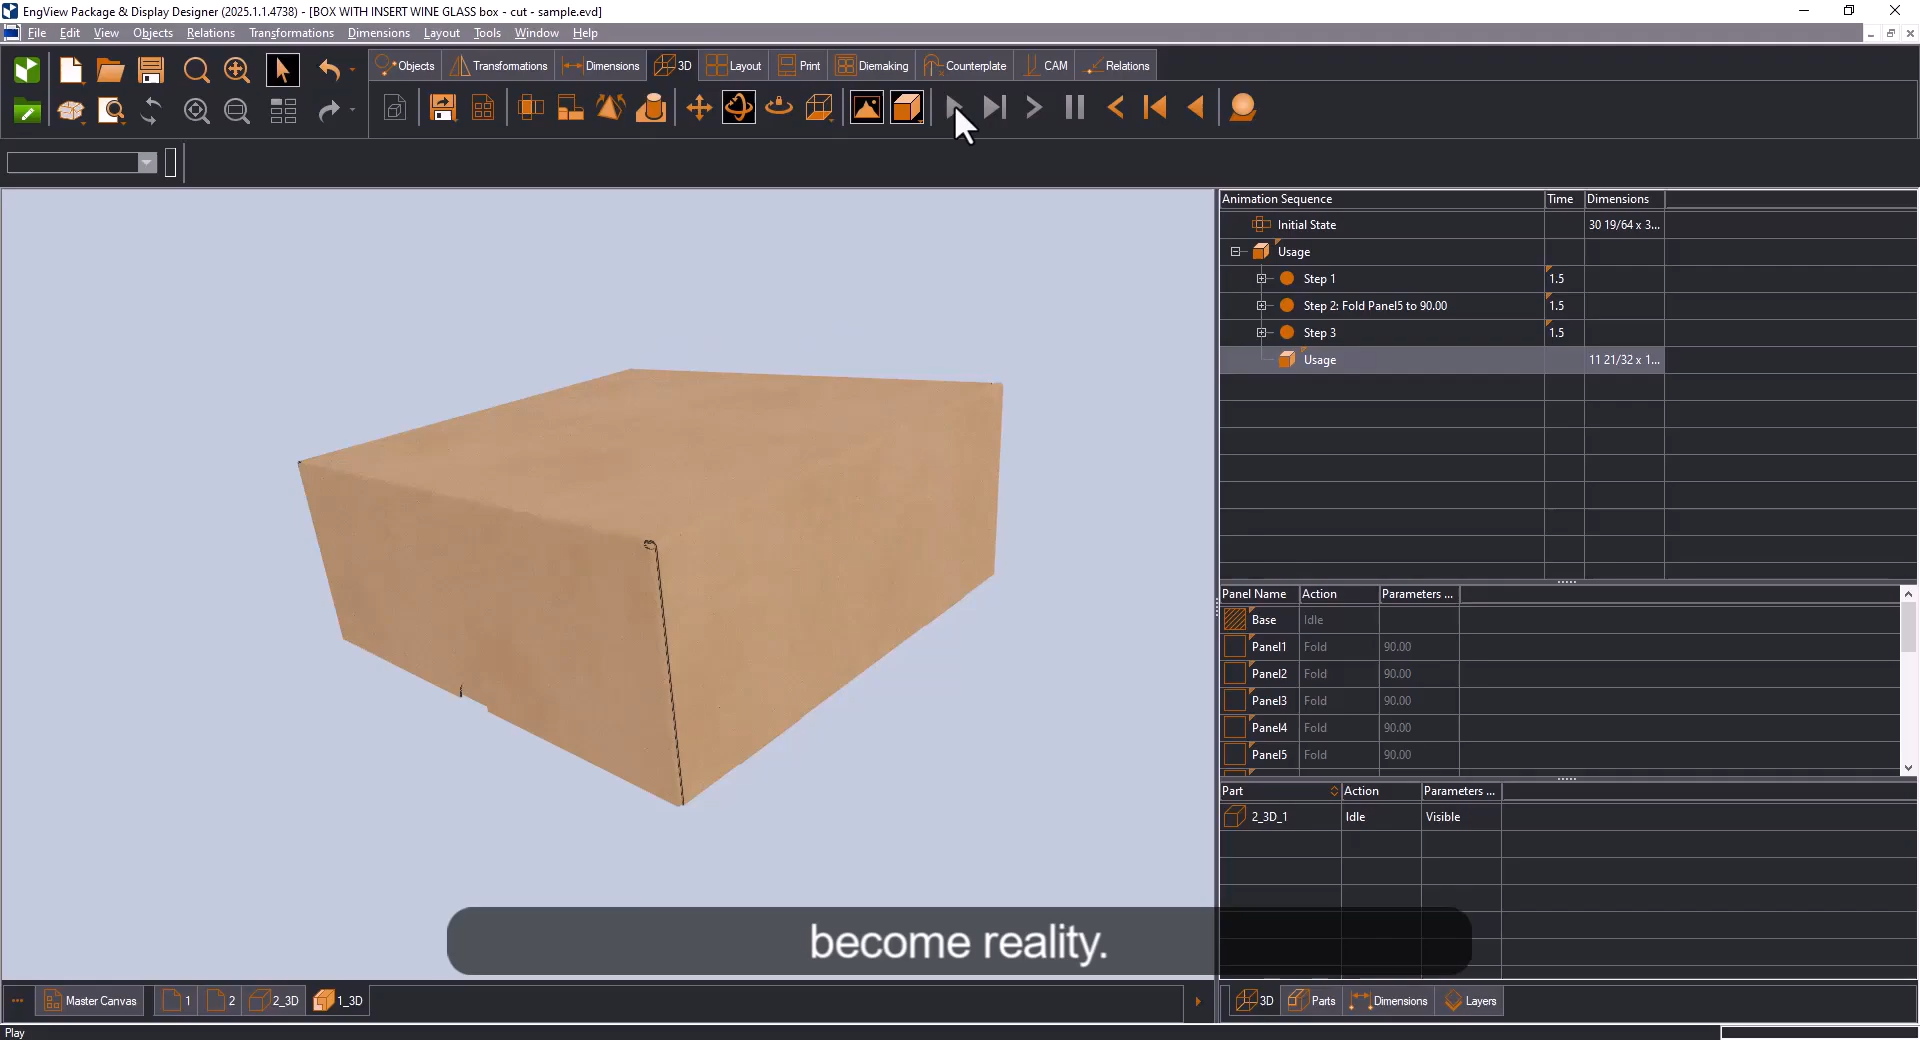 EngView Package & Display Designer (2025.1.1.4738) - [BOX WITH INSERT WINE GLASS box - cut - sample.evd]
File Edit View Objects Relations Transformations Dimensions Layout Tools Window Help
Objects Transformations Dimensions 3D Layout Print Diemaking Counterplate CAM Relations
Animation Sequence Time Dimensions
Initial State 30 19/64 x 3...
Usage
Step 1 1.5
Step 2: Fold Panel5 to 90.00 1.5
Step 3 1.5
Usage 11 21/32 x 1...
Panel Name Action Parameters ...
Base Idle
Panel1 Fold 90.00
Panel2 Fold 90.00
Panel3 Fold 90.00
Panel4 Fold 90.00
Panel5 Fold 90.00
Part Action Parameters ...
2_3D_1 Idle Visible
become reality.
Master Canvas 1 2 2_3D 1_3D
3D Parts Dimensions Layers
Play